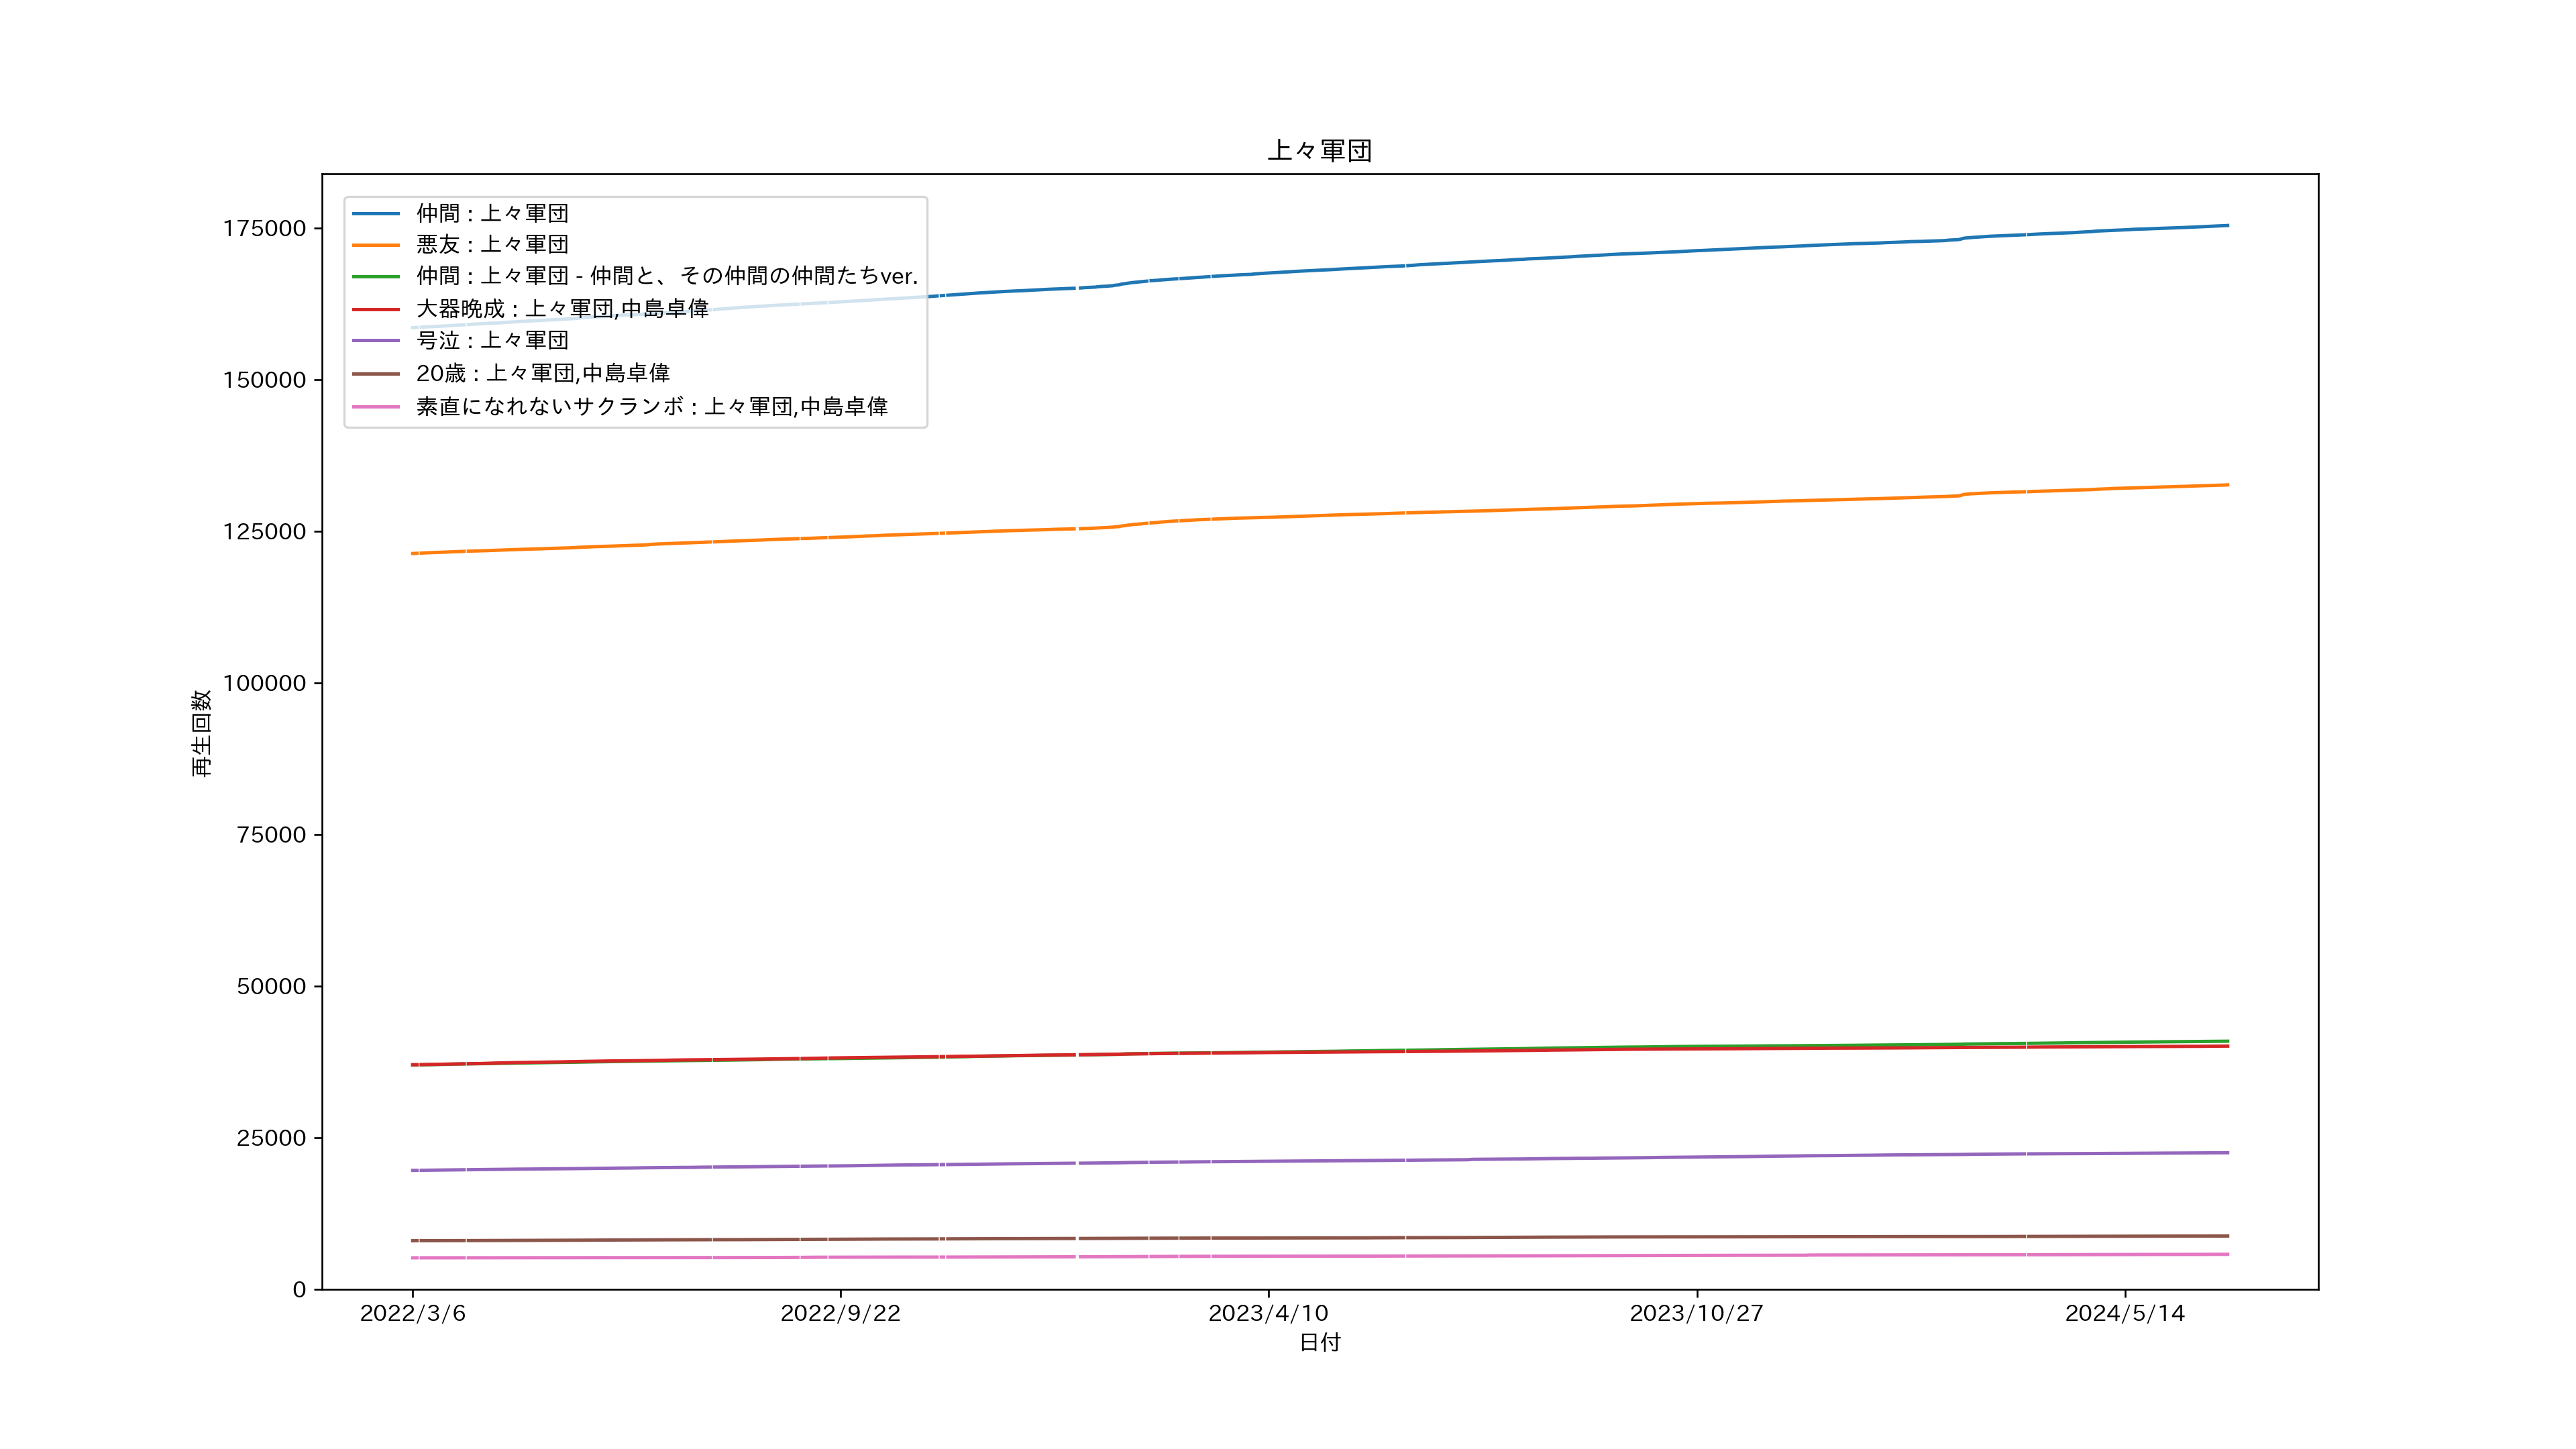 上々軍団
仲間 : 上々軍団
悪友 : 上々軍団
仲間 : 上々軍団 - 仲間と、その仲間の仲間たちver.
大器晩成 : 上々軍団,中島卓偉
号泣 : 上々軍団
20歳 : 上々軍団,中島卓偉
素直になれないサクランボ : 上々軍団,中島卓偉
175000
150000
125000
100000
75000
50000
25000
0
再生回数
2022/3/6
2022/9/22
2023/4/10
2023/10/27
2024/5/14
日付